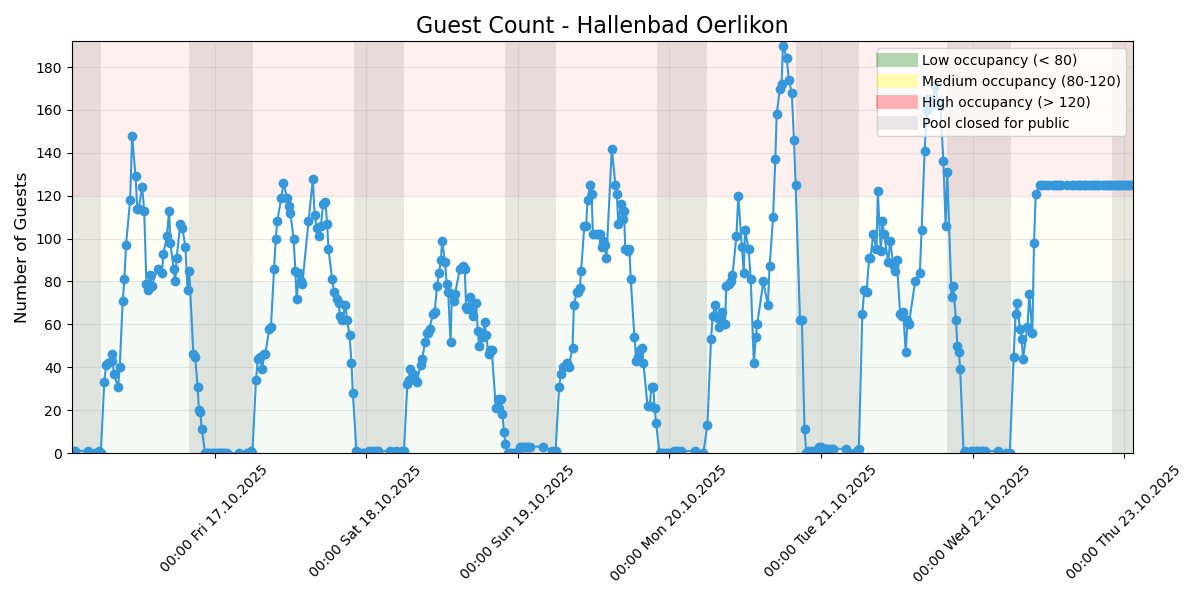 Guest Count - Hallenbad Oerlikon
Number of Guests
180
160
140
120
100
80
60
40
20
0
Low occupancy (< 80)
Medium occupancy (80-120)
High occupancy (> 120)
Pool closed for public
00:00 Fri 17.10.2025
00:00 Sat 18.10.2025
00:00 Sun 19.10.2025
00:00 Mon 20.10.2025
00:00 Tue 21.10.2025
00:00 Wed 22.10.2025
00:00 Thu 23.10.2025